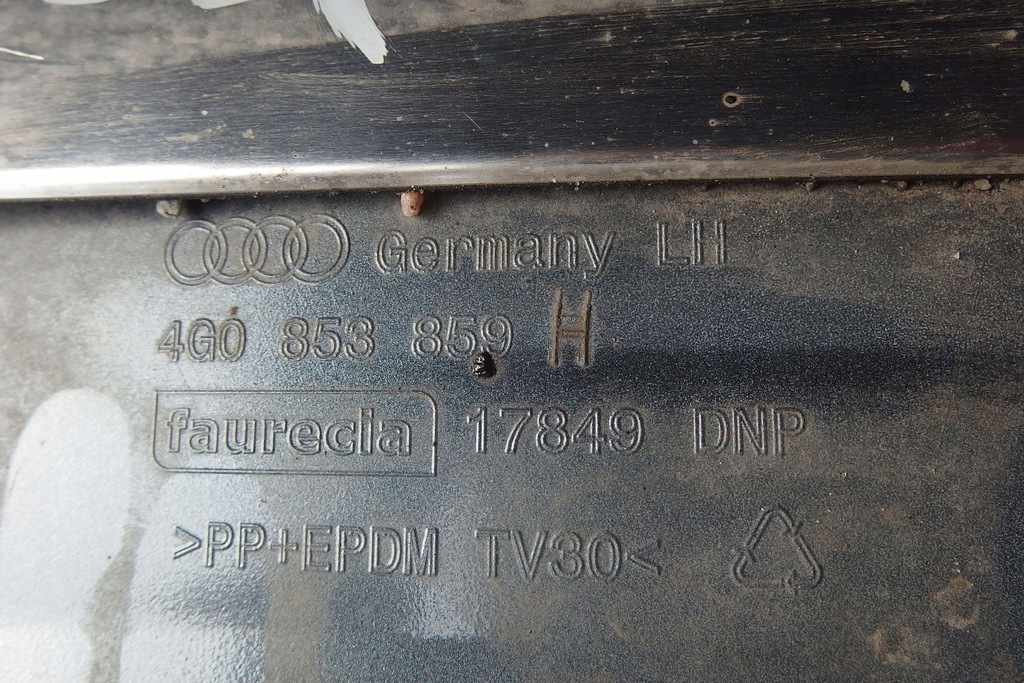 Germany LH
4G0 853 859 H
faurecia 17849 DNP
>PP+EPDM TV30<